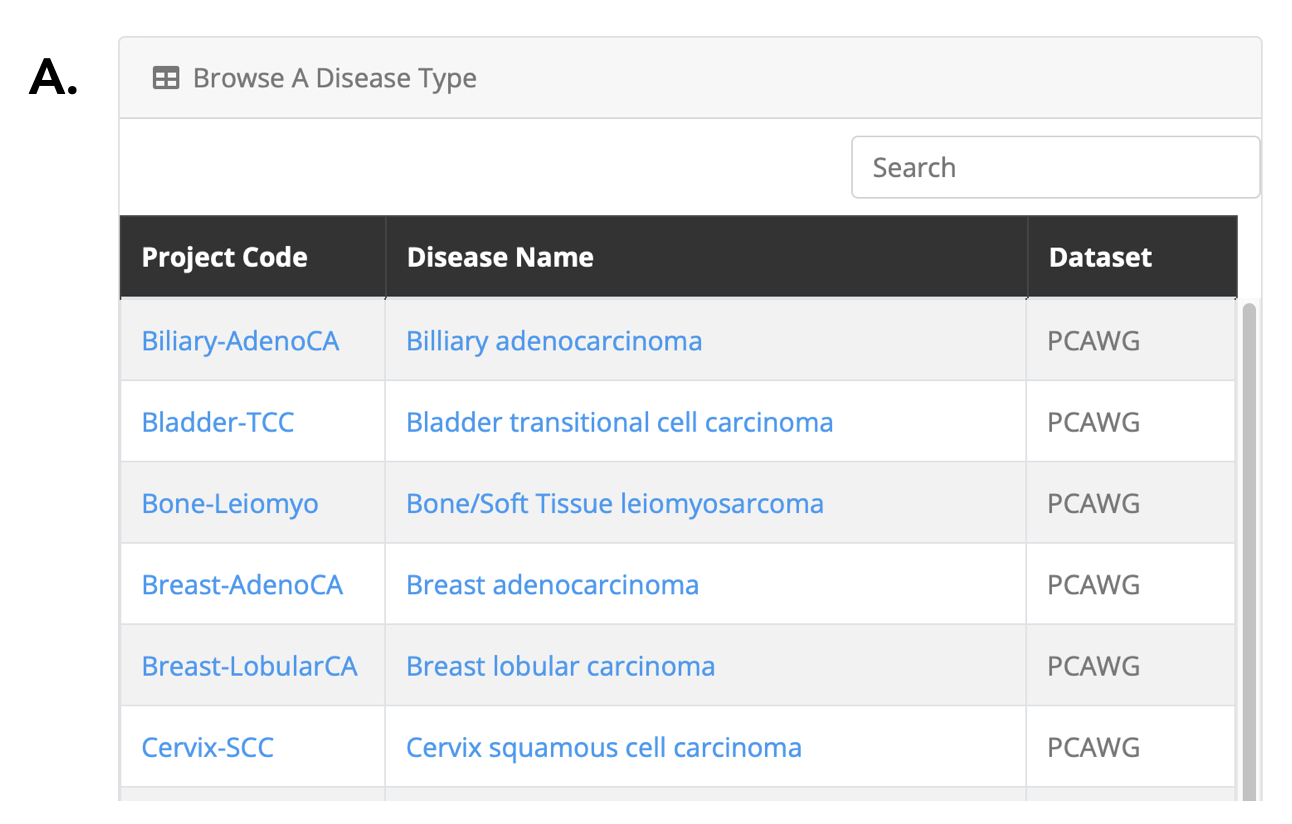 A.
Browse A Disease Type
Search
Project Code Disease Name Dataset
Biliary-AdenoCA Billiary adenocarcinoma PCAWG
Bladder-TCC Bladder transitional cell carcinoma PCAWG
Bone-Leiomyo Bone/Soft Tissue leiomyosarcoma PCAWG
Breast-AdenoCA Breast adenocarcinoma PCAWG
Breast-LobularCA Breast lobular carcinoma PCAWG
Cervix-SCC Cervix squamous cell carcinoma PCAWG